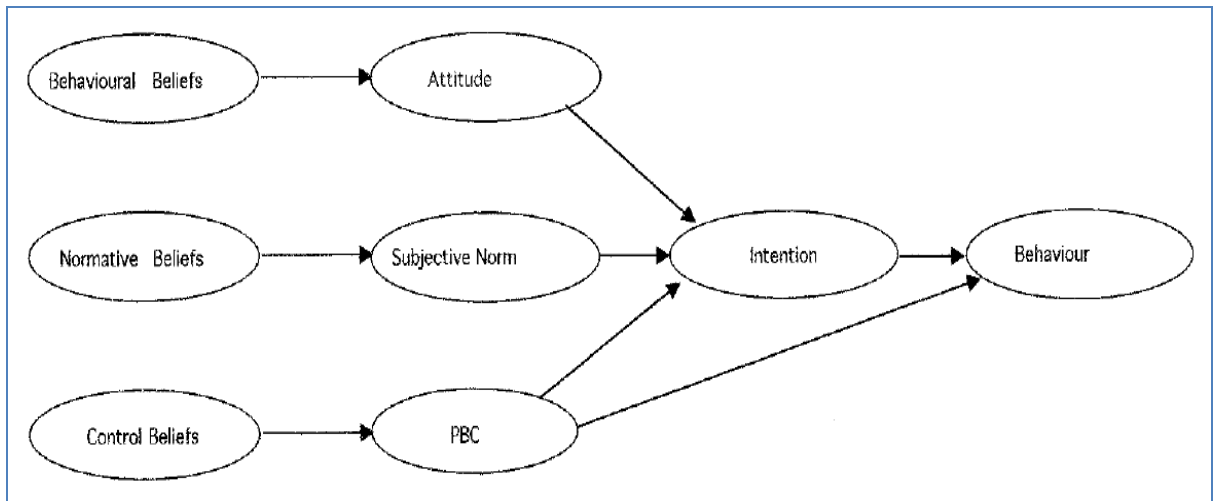 Behavioural Beliefs
Attitude
Normative Beliefs
Subjective Norm
Intention
Behaviour
Control Beliefs
PBC